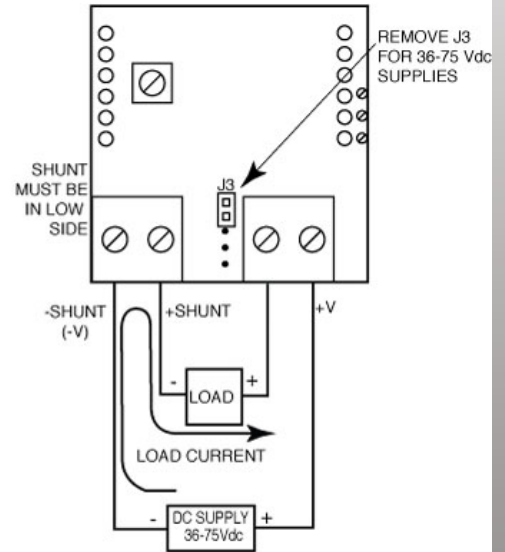 REMOVE J3
FOR 36-75 Vdc
SUPPLIES
SHUNT
MUST BE
IN LOW
SIDE
J3
-SHUNT
(-V)
+SHUNT
+V
- LOAD +
LOAD CURRENT
- DC SUPPLY +
36-75Vdc